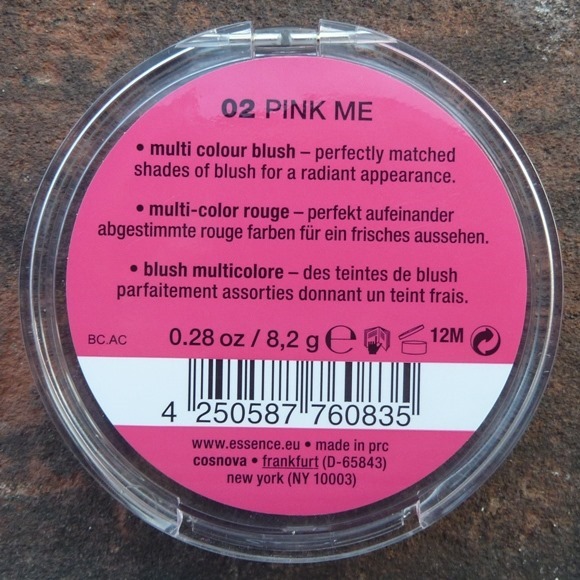 02 PINK ME
• multi colour blush – perfectly matched
shades of blush for a radiant appearance.
• multi-color rouge – perfekt aufeinander
abgestimmte rouge farben für ein frisches aussehen.
• blush multicolore – des teintes de blush
parfaitement assorties donnant un teint frais.
BC.AC 0.28 oz / 8,2 g e 12M
4 250587 760835
www.essence.eu • made in prc
cosnova • frankfurt (D-65843)
new york (NY 10003)